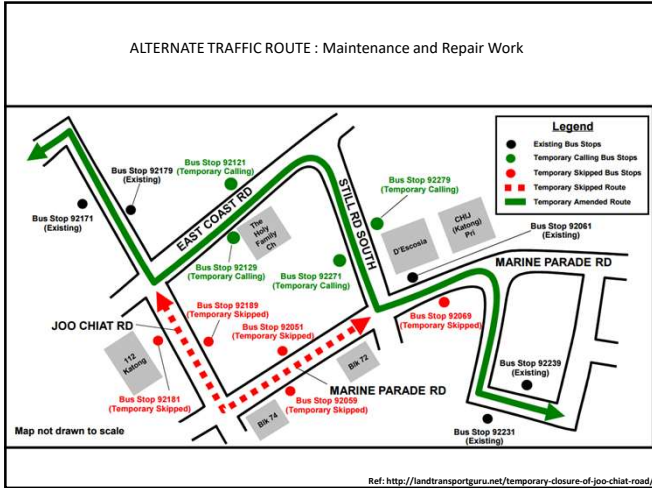 ALTERNATE TRAFFIC ROUTE : Maintenance and Repair Work
Legend
Existing Bus Stops
Temporary Calling Bus Stops
Temporary Skipped Bus Stops
Temporary Skipped Route
Temporary Amended Route
Bus Stop 92121
(Temporary Calling)
Bus Stop 92179
(Existing)
Bus Stop 92171
(Existing)
EAST COAST RD
The
Holy
Family
Ch
STILL RD SOUTH
Bus Stop 92279
(Temporary Calling)
D'Escosia
CHIJ
(Katong)
Pri
Bus Stop 92061
(Existing)
MARINE PARADE RD
Bus Stop 92129
(Temporary Calling)
Bus Stop 92271
(Temporary Calling)
Bus Stop 92189
(Temporary Skipped)
JOO CHIAT RD
Bus Stop 92051
(Temporary Skipped)
Bus Stop 92069
(Temporary Skipped)
112
Katong
Blk 72
MARINE PARADE RD
Bus Stop 92239
(Existing)
Bus Stop 92181
(Temporary Skipped)
Bus Stop 92059
(Temporary Skipped)
Blk 74
Bus Stop 92231
(Existing)
Map not drawn to scale
Ref: http://landtransportguru.net/temporary-closure-of-joo-chiat-road/